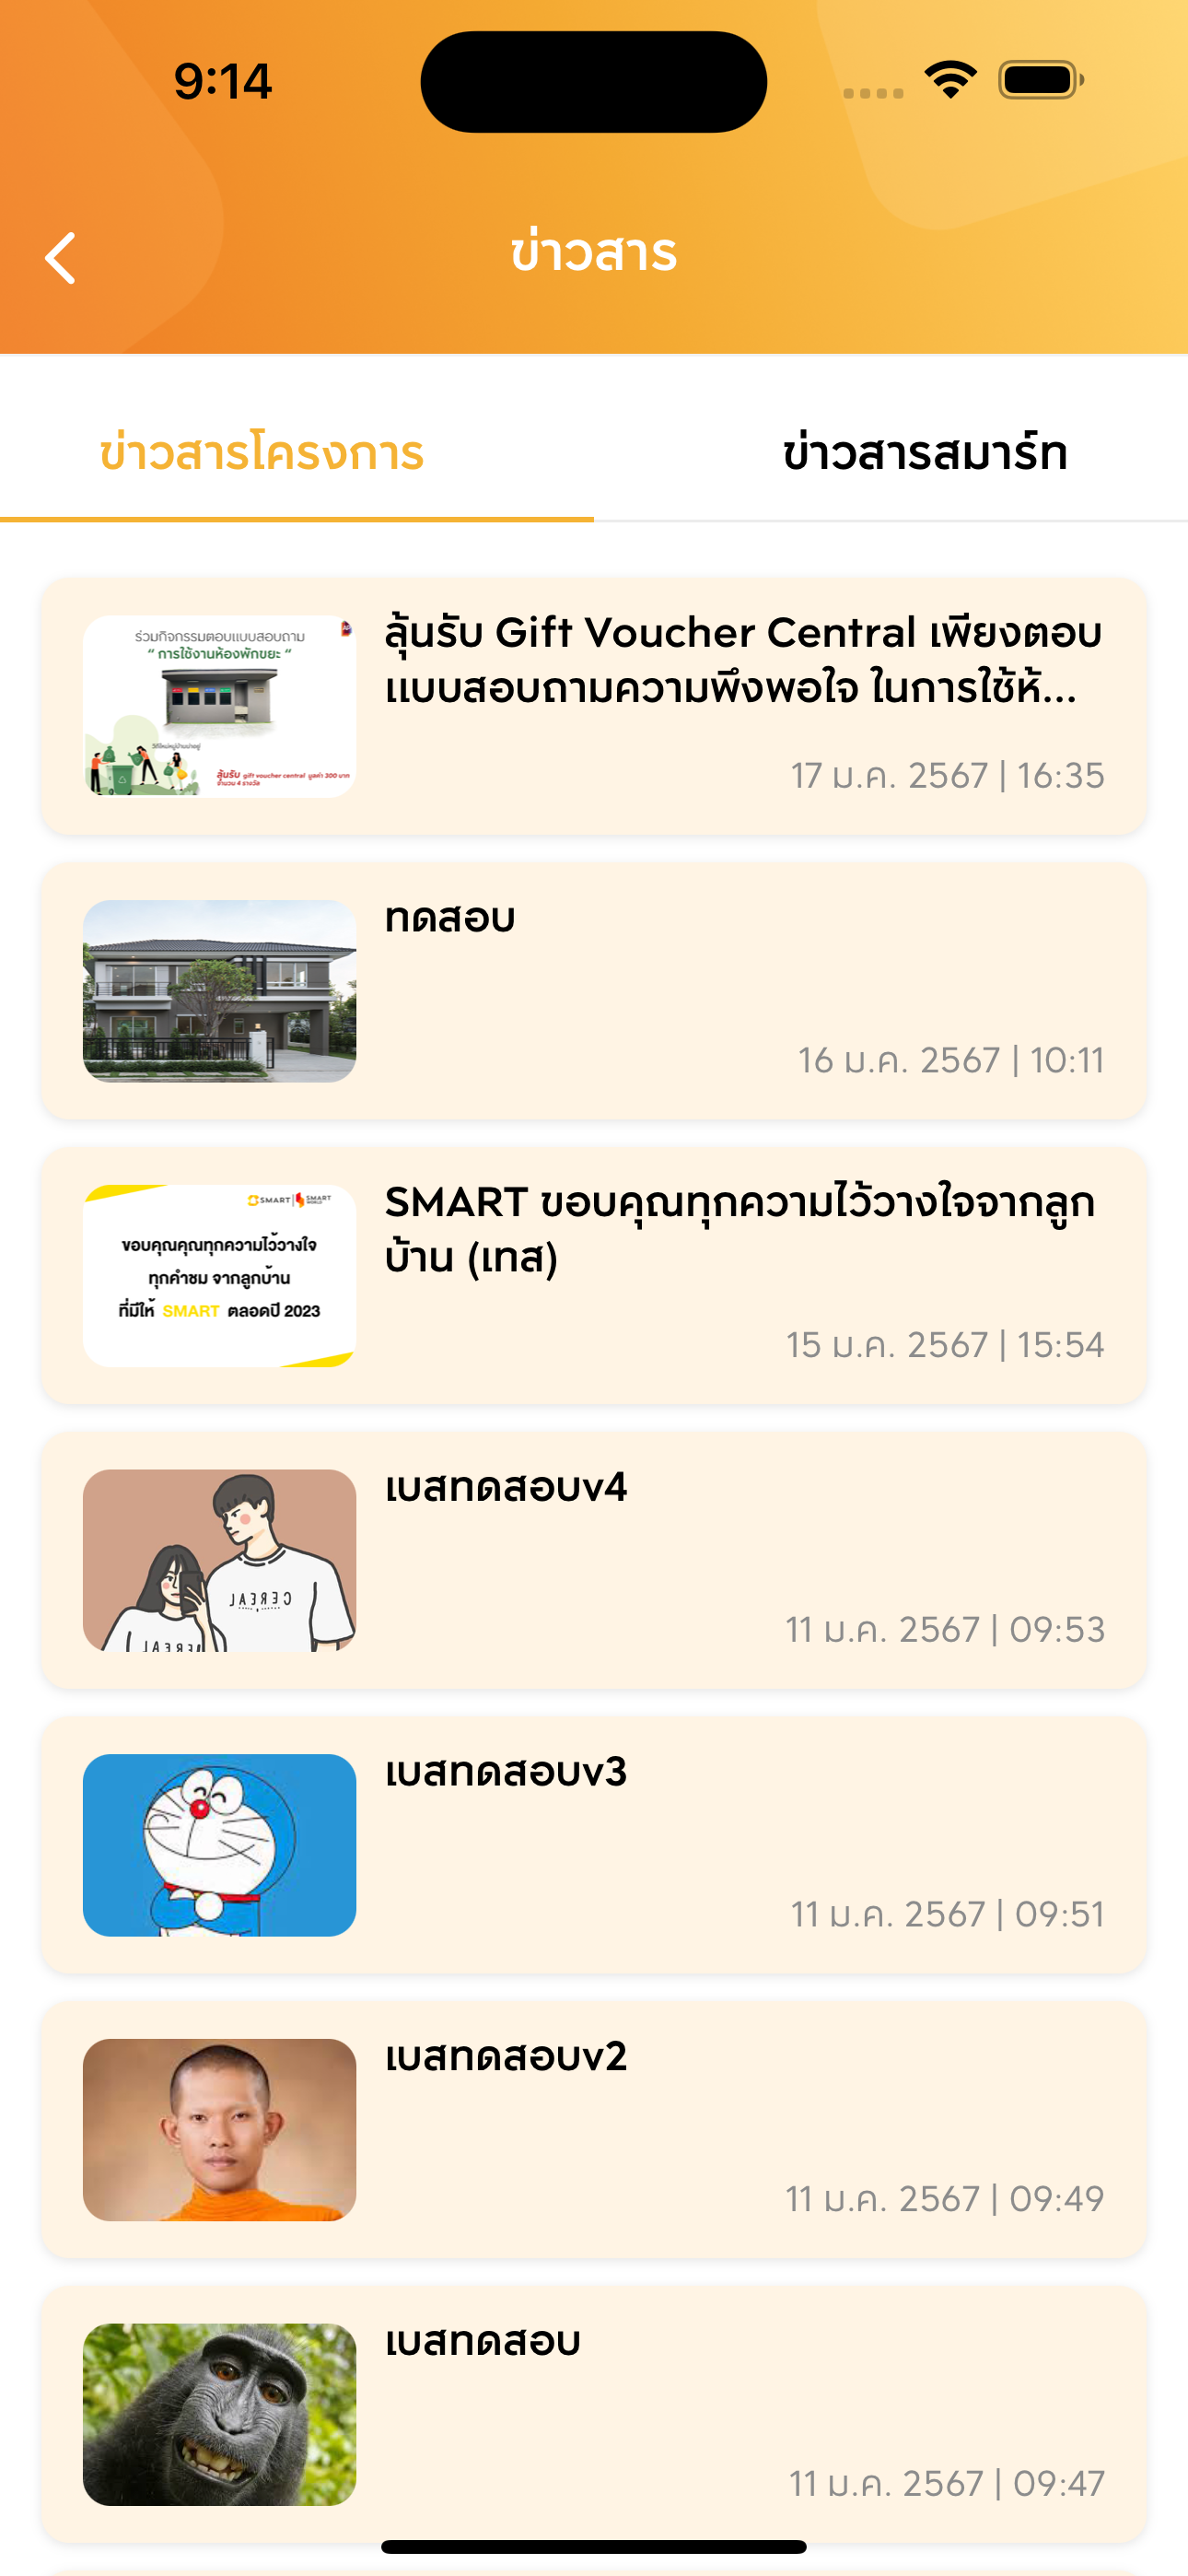 9:14
ข่าวสาร
ข่าวสารโครงการ
ข่าวสารสมาร์ท
ร่วมกิจกรรมตอบแบบสอบถาม
“ การใช้งานห้องพักขยะ “
ลุ้นรับ gift voucher central มูลค่า 300 บาท
จำนวน 4 รางวัล
ลุ้นรับ Gift Voucher Central เพียงตอบ
แบบสอบถามความพึงพอใจ ในการใช้ห้...
17 ม.ค. 2567 | 16:35
ทดสอบ
16 ม.ค. 2567 | 10:11
SMART SMART WORLD
ขอบคุณคุณทุกความไว้วางใจ
ทุกคำชม จากลูกบ้าน
ที่มีให้ SMART ตลอดปี 2023
SMART ขอบคุณทุกความไว้วางใจจากลูก
บ้าน (เทส)
15 ม.ค. 2567 | 15:54
CEREAL
เบสทดสอบv4
11 ม.ค. 2567 | 09:53
เบสทดสอบv3
11 ม.ค. 2567 | 09:51
เบสทดสอบv2
11 ม.ค. 2567 | 09:49
เบสทดสอบ
11 ม.ค. 2567 | 09:47